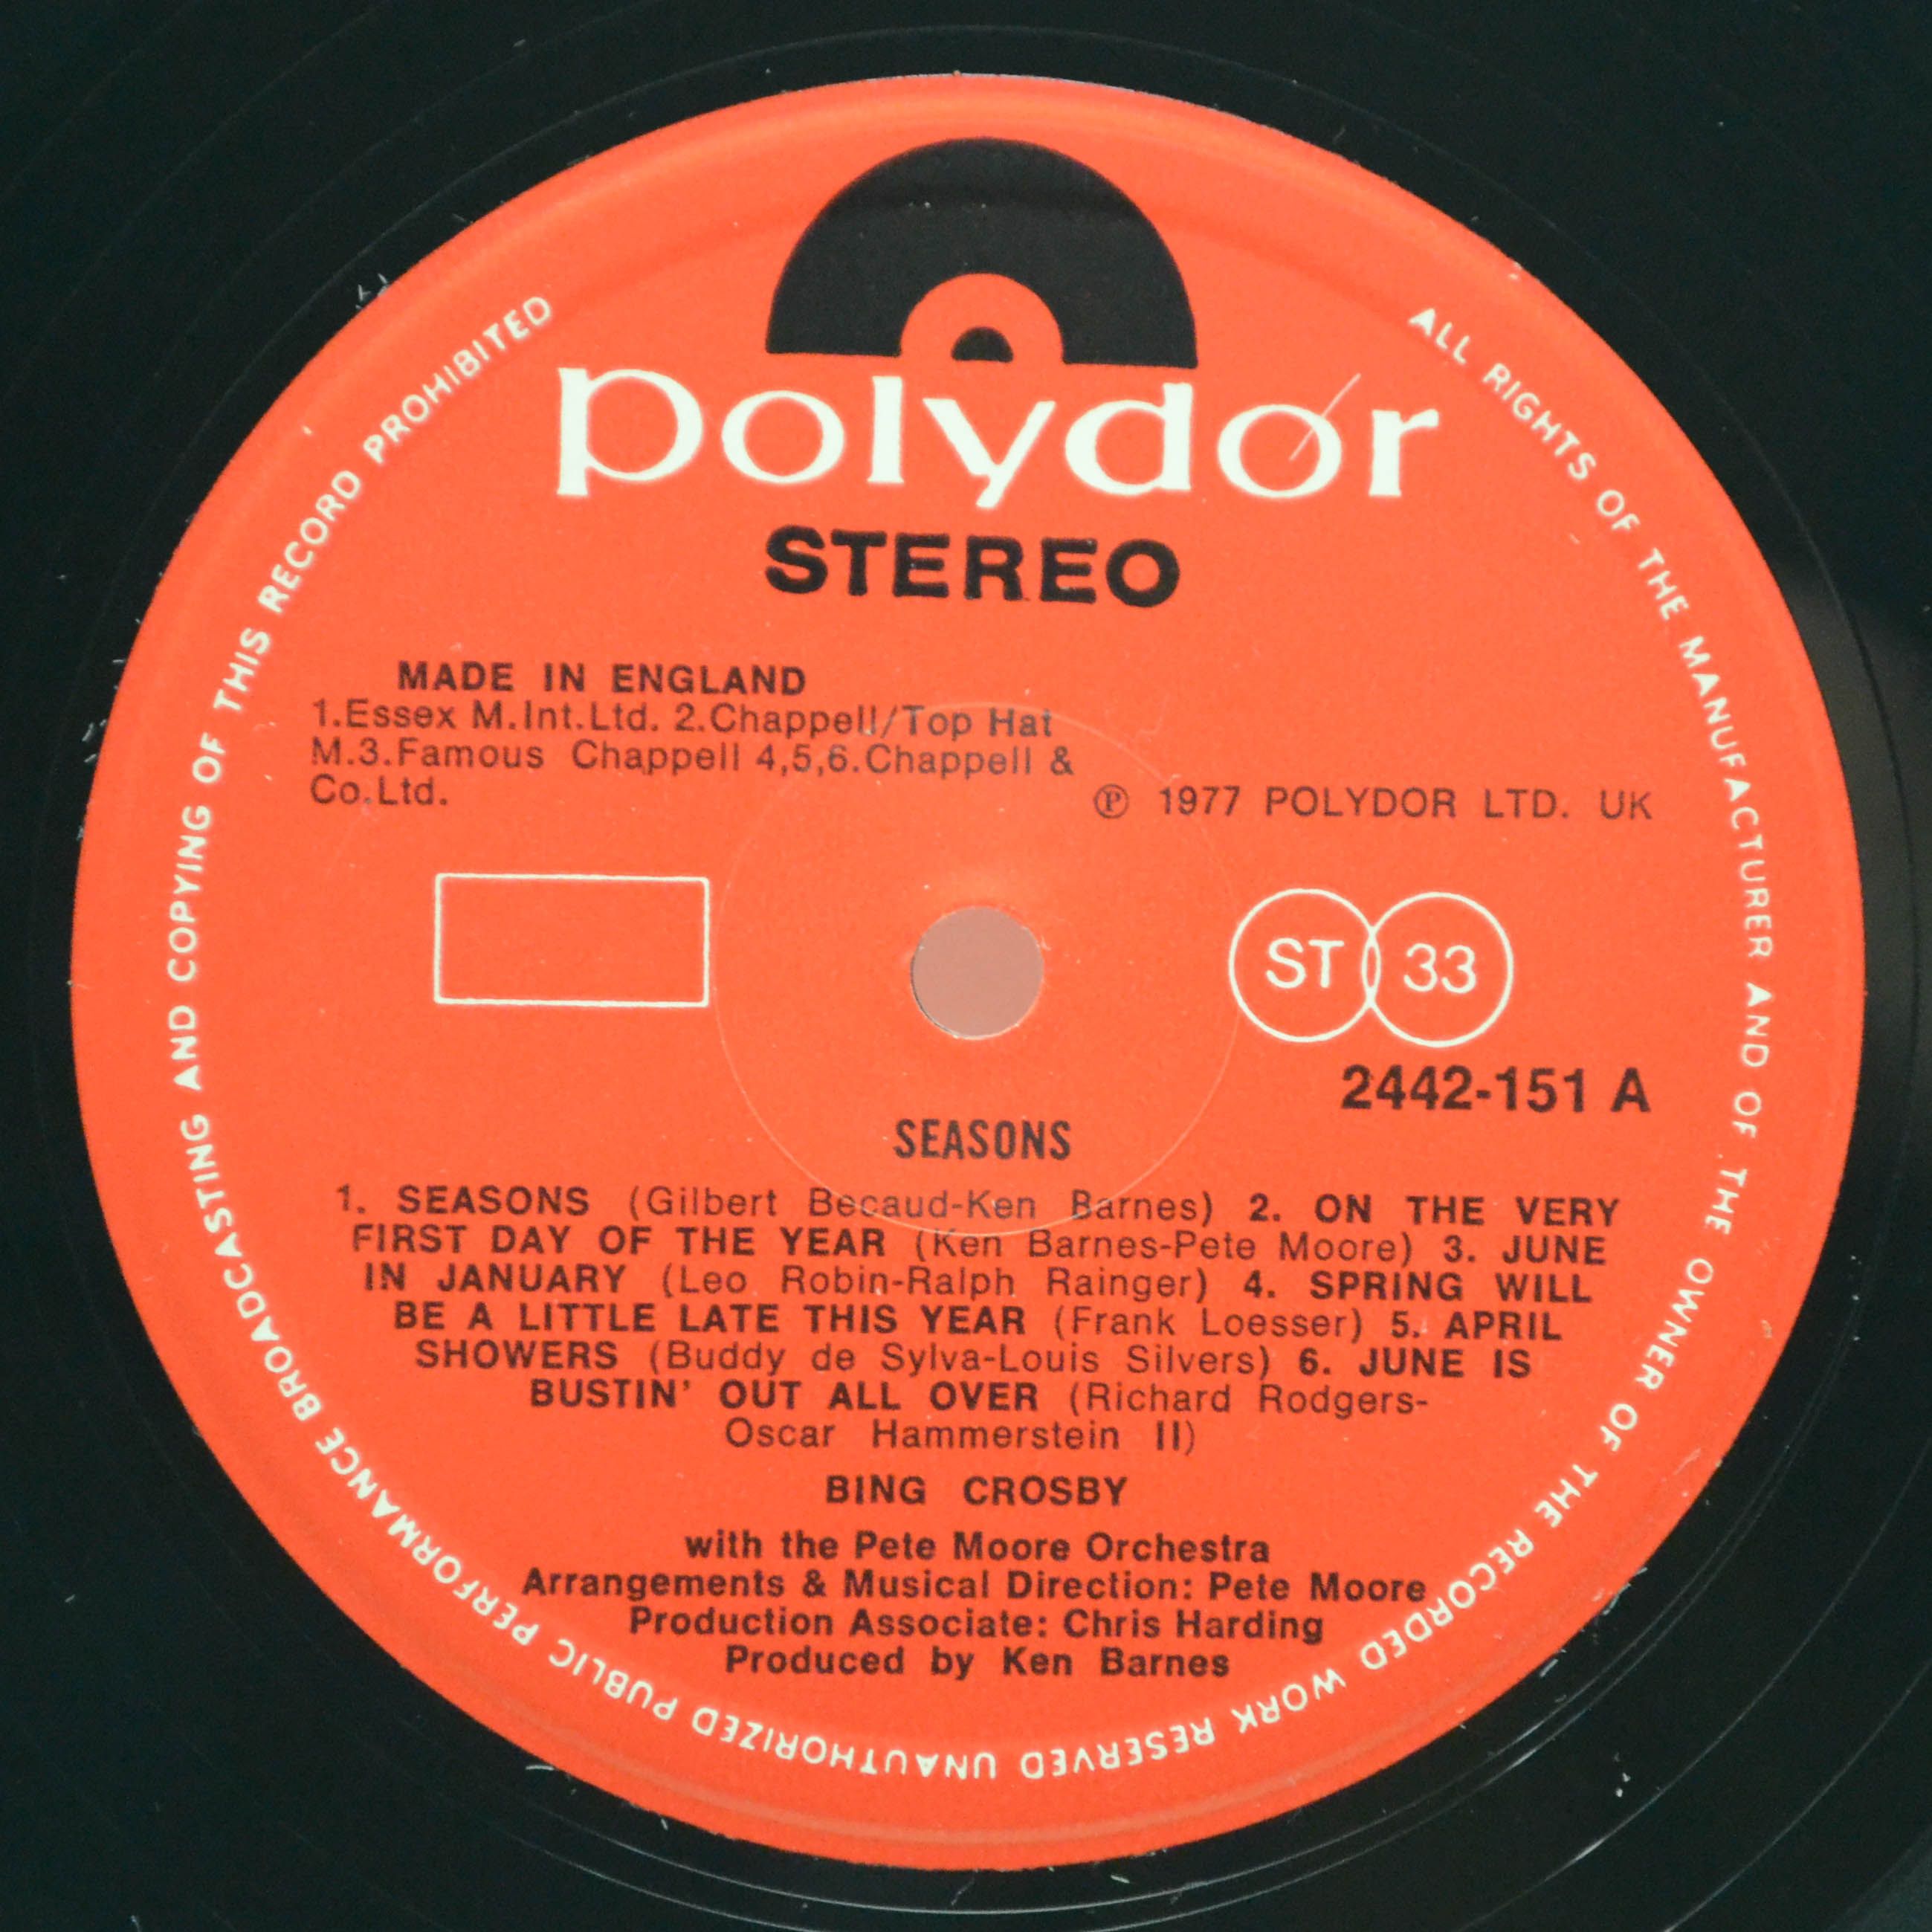 polydor
STEREO
MADE IN ENGLAND
1.Essex M.Int.Ltd. 2.Chappell/Top Hat
M.3.Famous Chappell 4,5,6.Chappell &
Co.Ltd.
℗ 1977 POLYDOR LTD. UK
ST 33
2442-151 A
SEASONS
1. SEASONS (Gilbert Becaud-Ken Barnes) 2. ON THE VERY
FIRST DAY OF THE YEAR (Ken Barnes-Pete Moore) 3. JUNE
IN JANUARY (Leo Robin-Ralph Rainger) 4. SPRING WILL
BE A LITTLE LATE THIS YEAR (Frank Loesser) 5. APRIL
SHOWERS (Buddy de Sylva-Louis Silvers) 6. JUNE IS
BUSTIN' OUT ALL OVER (Richard Rodgers-
Oscar Hammerstein II)
BING CROSBY
with the Pete Moore Orchestra
Arrangements & Musical Direction: Pete Moore
Production Associate: Chris Harding
Produced by Ken Barnes
ALL RIGHTS OF THE MANUFACTURER AND OF THE OWNER OF THE RECORDED WORK RESERVED UNAUTHORIZED PUBLIC PERFORMANCE BROADCASTING AND COPYING OF THIS RECORD PROHIBITED